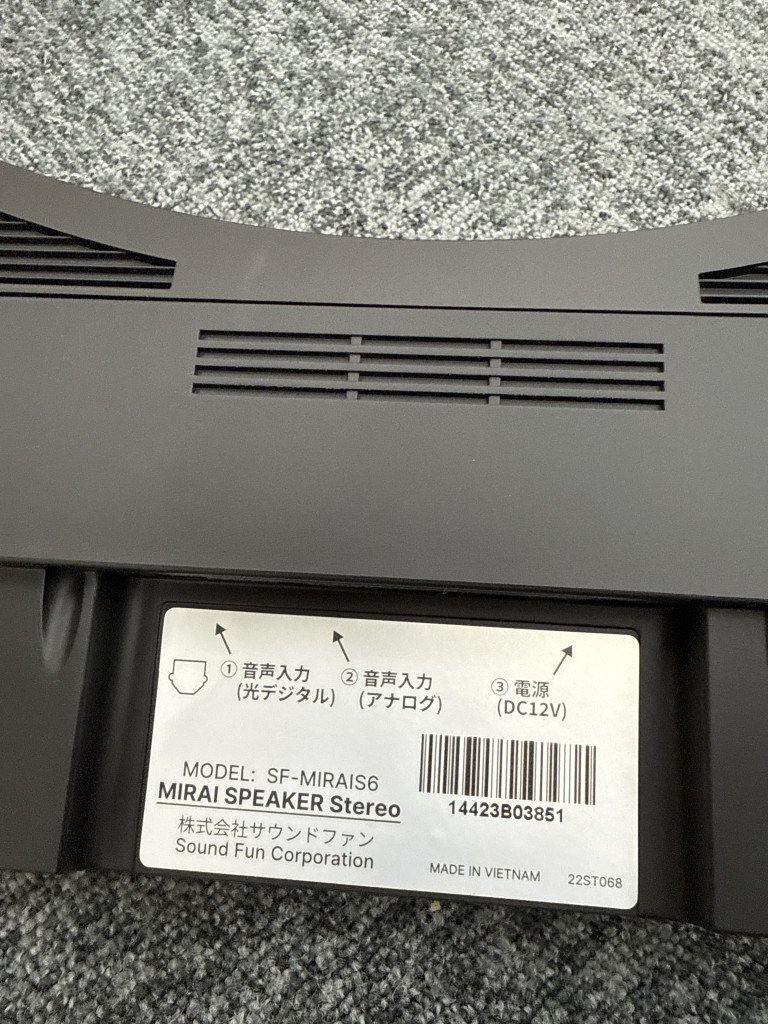 ① 音声入力
(光デジタル)
② 音声入力
(アナログ)
③ 電源
(DC12V)
MODEL: SF-MIRAIS6
MIRAI SPEAKER Stereo
株式会社サウンドファン
Sound Fun Corporation
14423B03851
MADE IN VIETNAM
22ST068